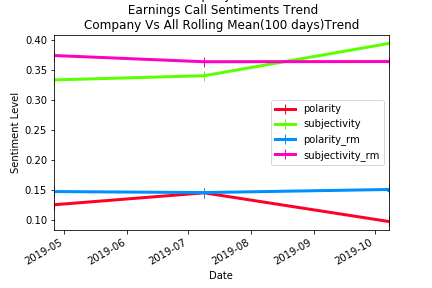 Earnings Call Sentiments Trend
Company Vs All Rolling Mean(100 days)Trend
0.40
0.35
0.30
0.25
0.20
0.15
0.10
Sentiment Level
polarity
subjectivity
polarity_rm
subjectivity_rm
2019-05
2019-06
2019-07
2019-08
2019-09
2019-10
Date